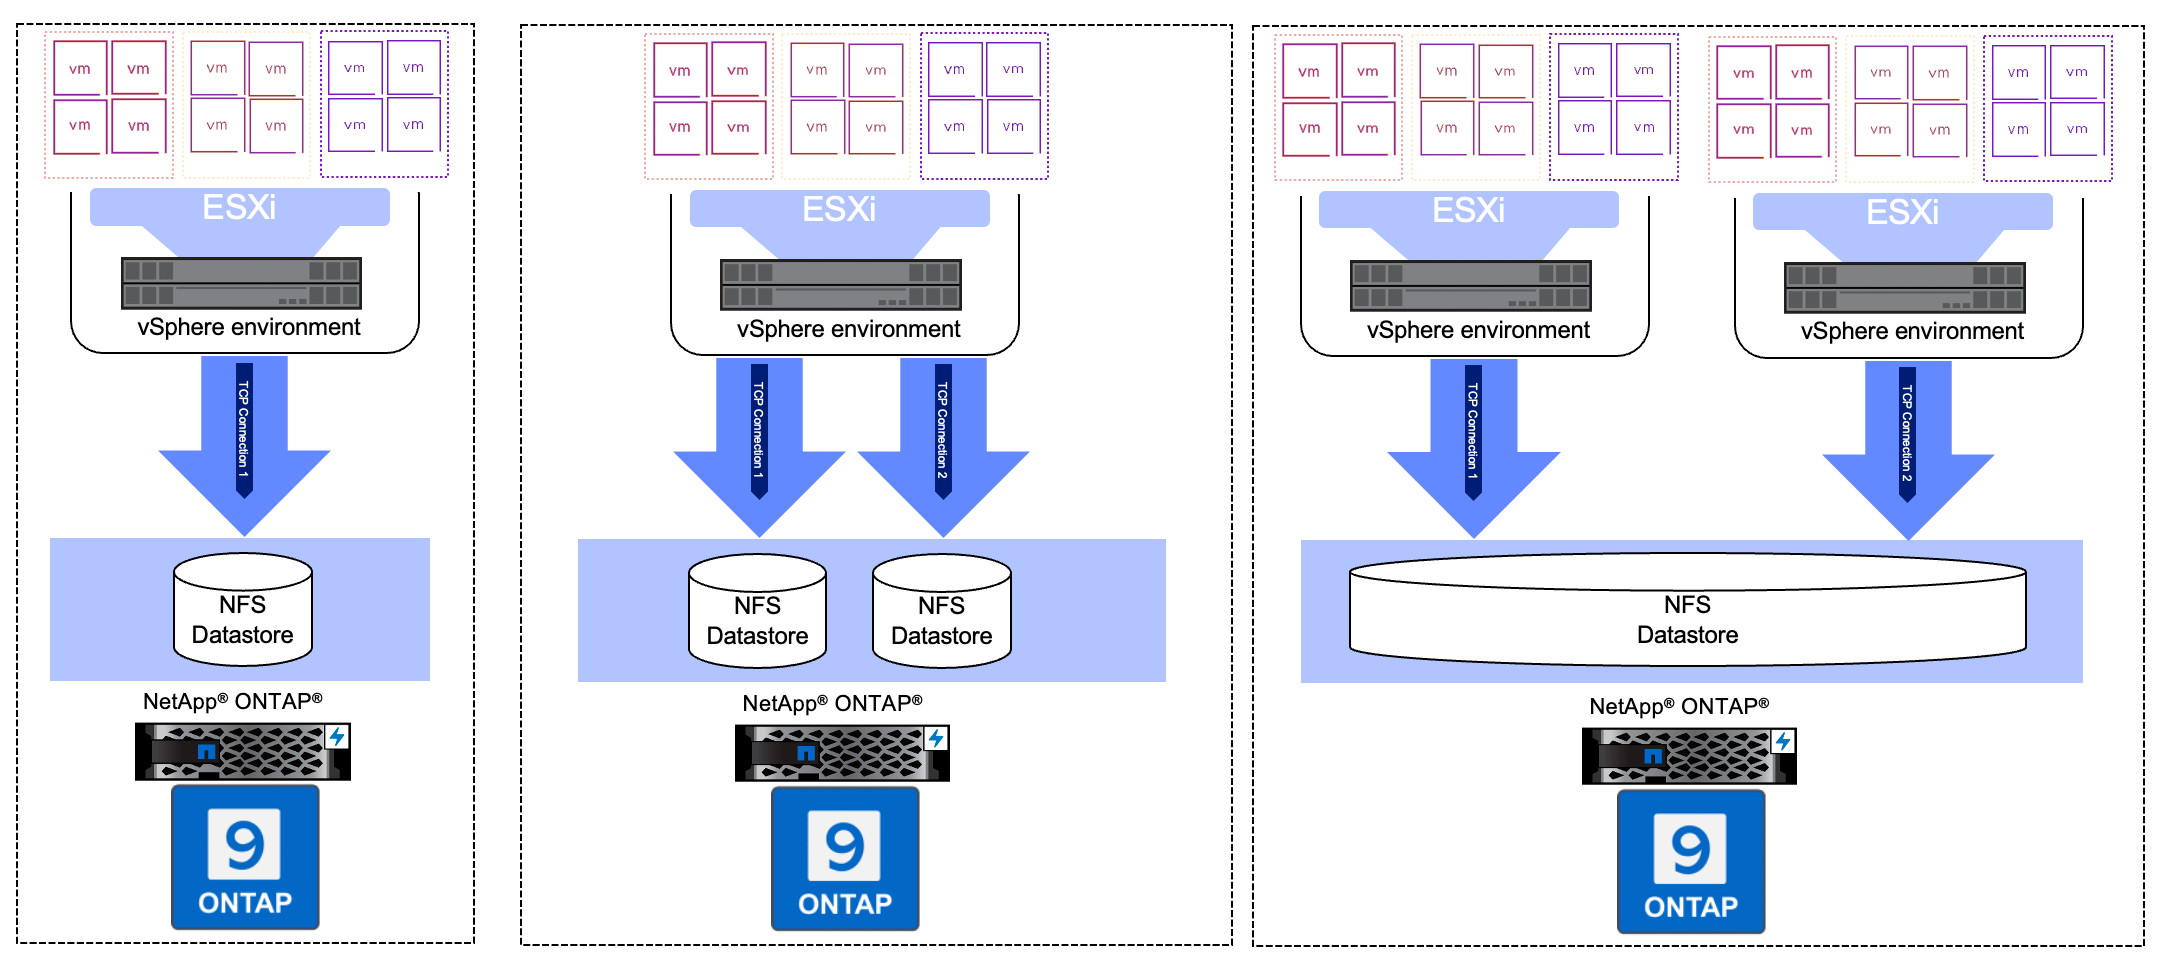 vm vm vm vm vm vm
vm vm vm vm vm vm
ESXi
vSphere environment
TCP Connection 1
NFS
Datastore
NetApp® ONTAP®
9
ONTAP
vm vm vm vm vm vm
vm vm vm vm vm vm
ESXi
vSphere environment
TCP Connection 1
TCP Connection 2
NFS
Datastore
NFS
Datastore
NetApp® ONTAP®
9
ONTAP
vm vm vm vm vm vm
vm vm vm vm vm vm
ESXi
vSphere environment
TCP Connection 1
vm vm vm vm vm vm
vm vm vm vm vm vm
ESXi
vSphere environment
TCP Connection 2
NFS
Datastore
NetApp® ONTAP®
9
ONTAP